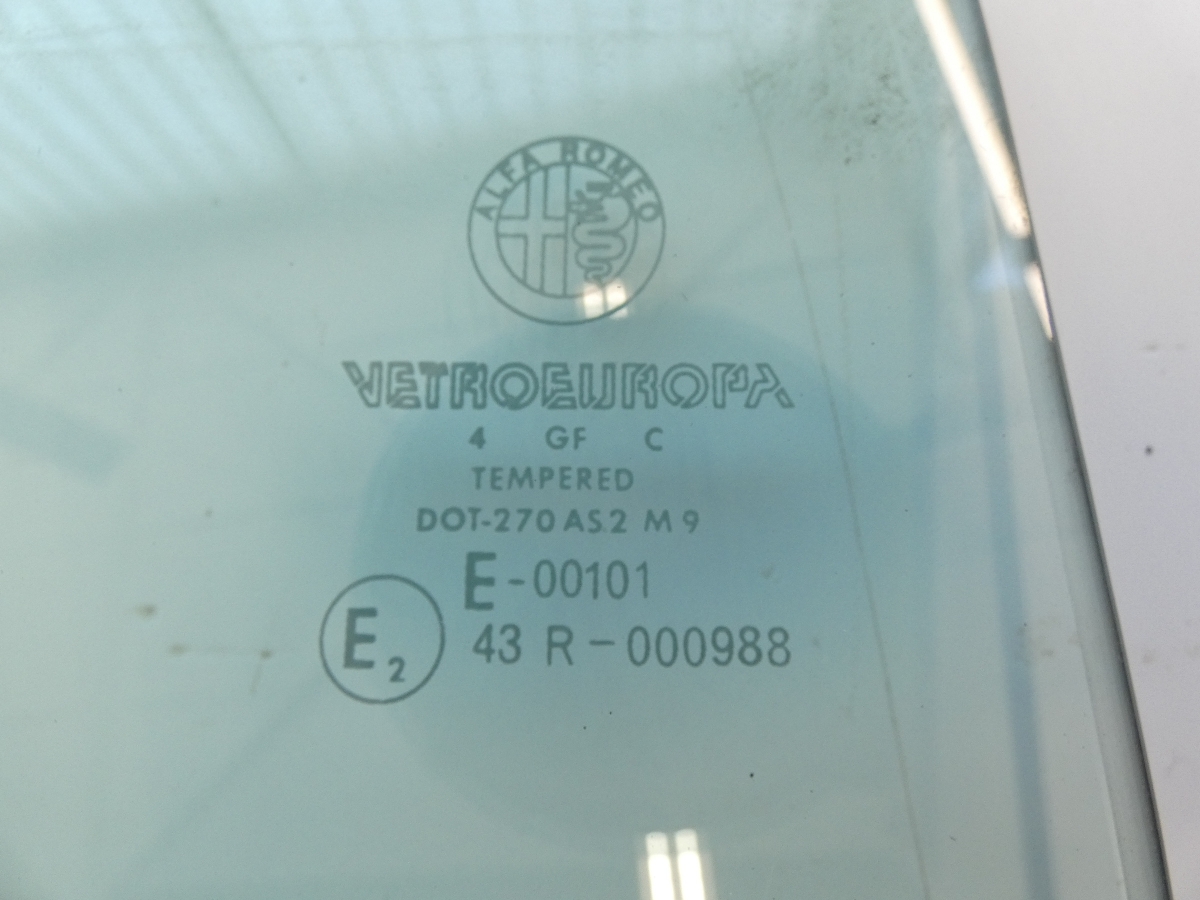 ALFA ROMEO
VETROEUROPA
4 GF C
TEMPERED
DOT-270 AS.2 M 9
E-00101
E2 43 R-000988